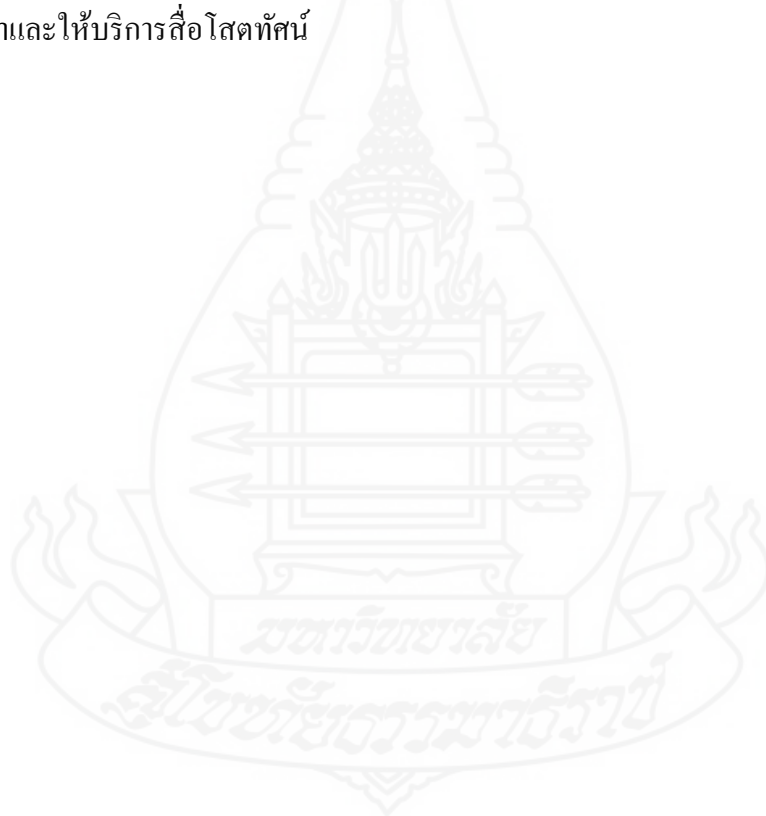 และให้บริการสื่อโสตทัศน์
มหาวิทยาลัย
สุโขทัยธรรมาธิราช